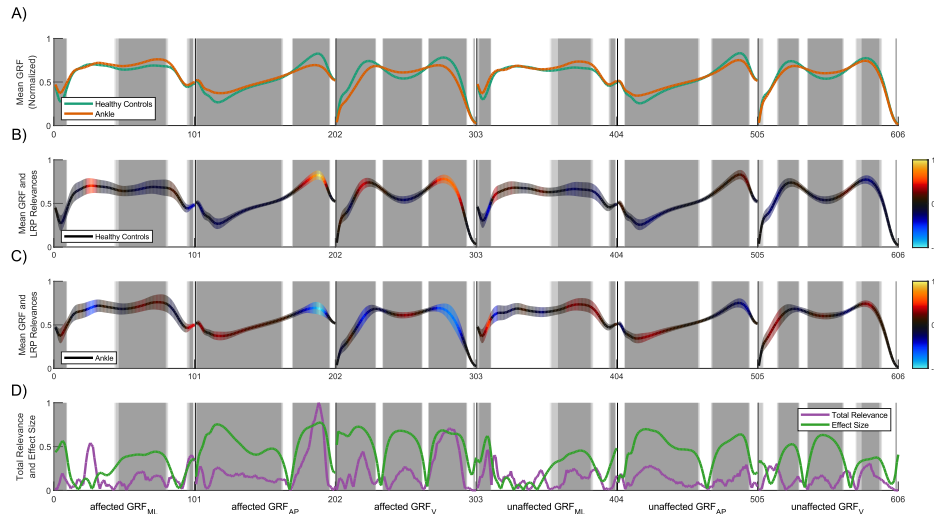 A)
Mean GRF
(Normalized)
1
0.5
0
Healthy Controls
Ankle
0 101 202 303 404 505 606
B)
Mean GRF and
LRP Relevances
1
0.5
0
Healthy Controls
0 101 202 303 404 505 606
1
0
-
C)
Mean GRF and
LRP Relevances
1
0.5
0
Ankle
0 101 202 303 404 505 606
1
0
-
D)
Total Relevance
and Effect Size
1
0.5
0
Total Relevance
Effect Size
0 101 202 303 404 505 606
affected GRF_ML affected GRF_AP affected GRF_V unaffected GRF_ML unaffected GRF_AP unaffected GRF_V